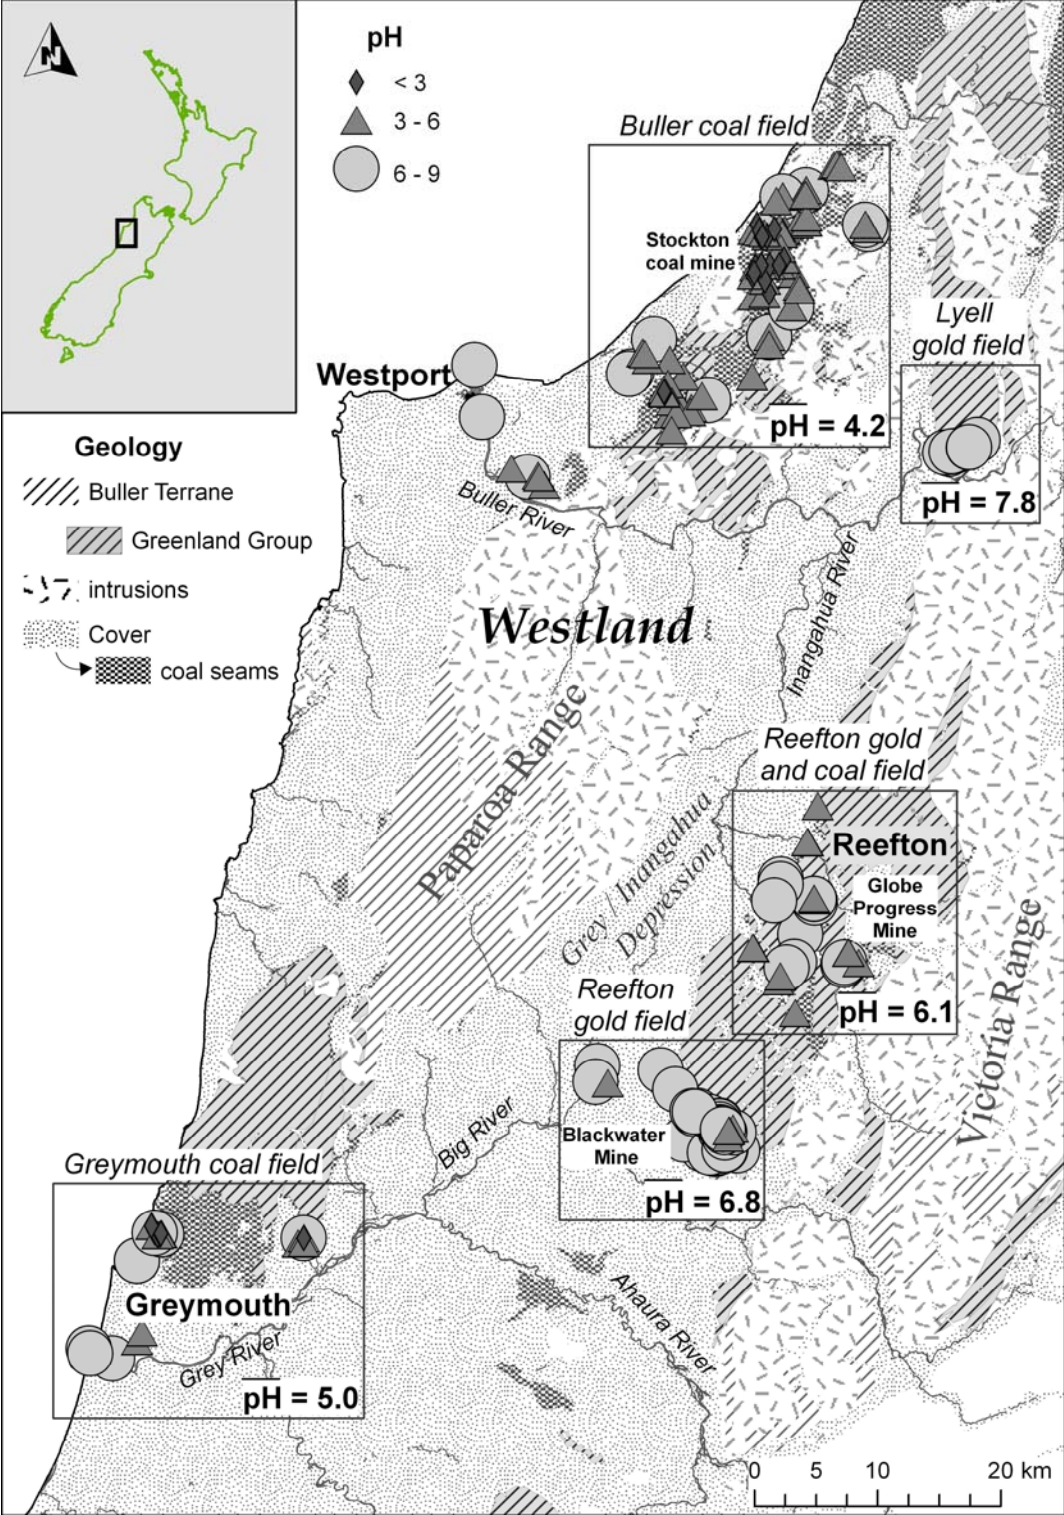 N
pH
< 3
3 - 6
6 - 9
Buller coal field
Stockton
coal mine
Lyell
gold field
Westport
pH = 4.2
pH = 7.8
Geology
Buller Terrane
Greenland Group
intrusions
Cover
coal seams
Buller River
Inangahua River
Westland
Paparoa Range
Reefton gold
and coal field
Reefton
Globe
Progress
Mine
Grey / Inangahua
Depression
pH = 6.1
Victoria Range
Reefton
gold field
Blackwater
Mine
pH = 6.8
Big River
Greymouth coal field
Greymouth
Grey River
pH = 5.0
Ahaura River
0 5 10 20 km